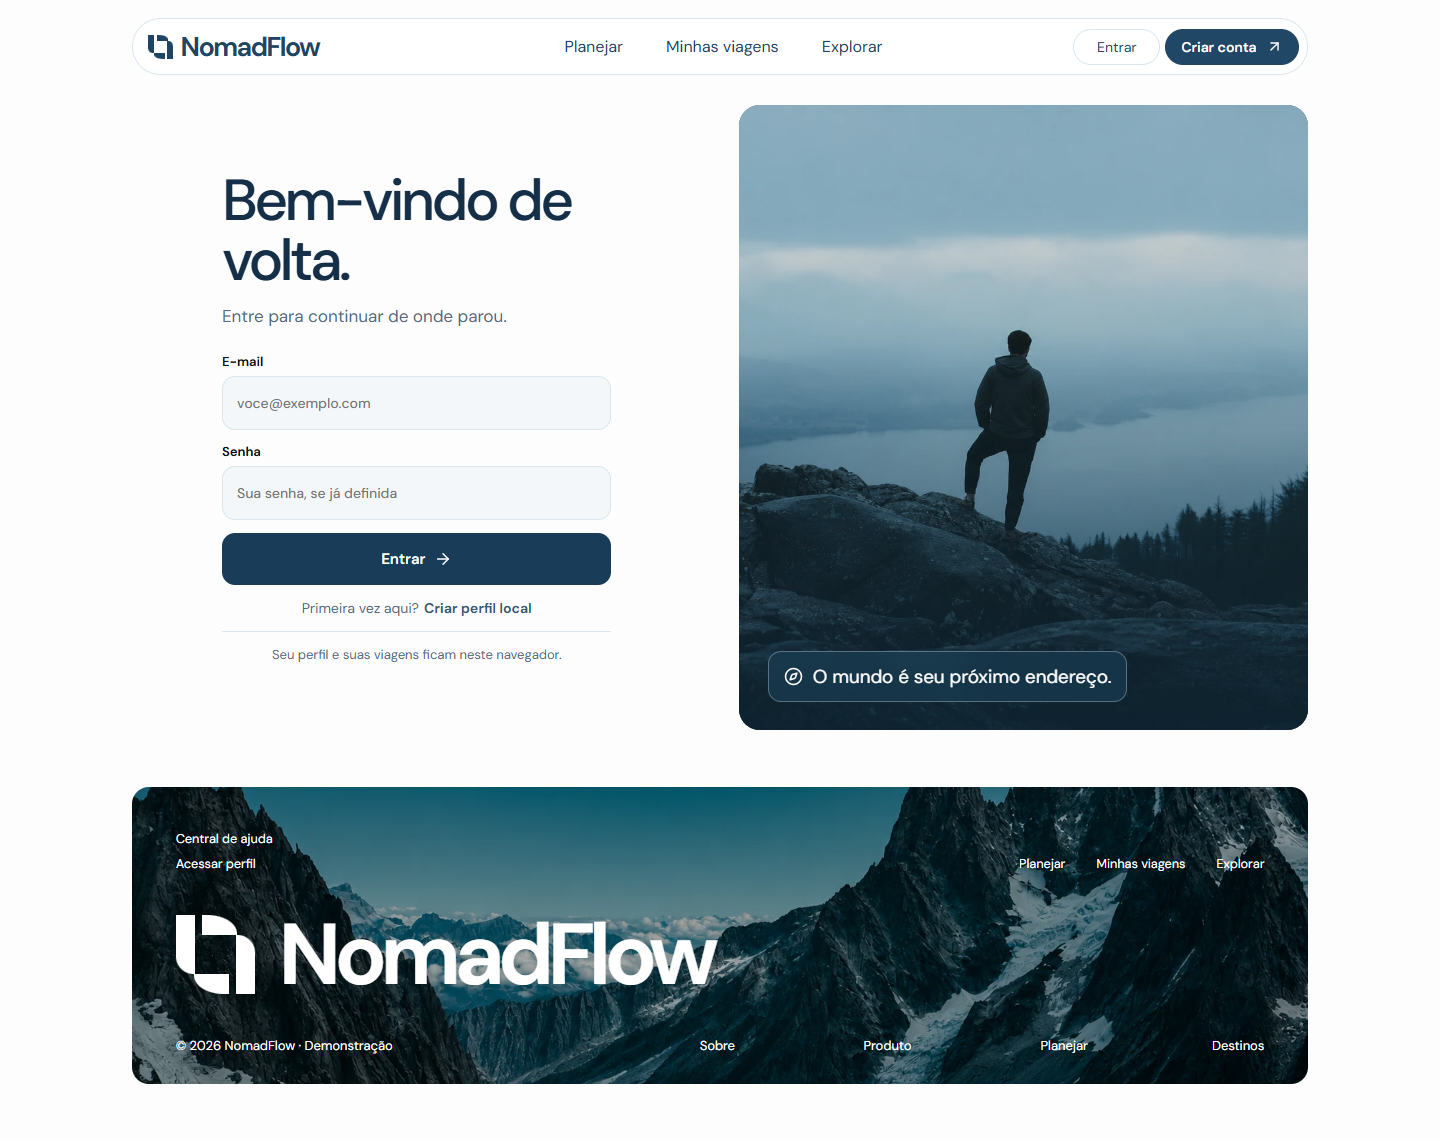 NomadFlow
Planejar
Minhas viagens
Explorar
Entrar
Criar conta
Bem-vindo de
volta.
Entre para continuar de onde parou.
E-mail
voce@exemplo.com
Senha
Sua senha, se já definida
Entrar
Primeira vez aqui? Criar perfil local
Seu perfil e suas viagens ficam neste navegador.
O mundo é seu próximo endereço.
Central de ajuda
Acessar perfil
Planejar
Minhas viagens
Explorar
NomadFlow
© 2026 NomadFlow · Demonstração
Sobre
Produto
Planejar
Destinos